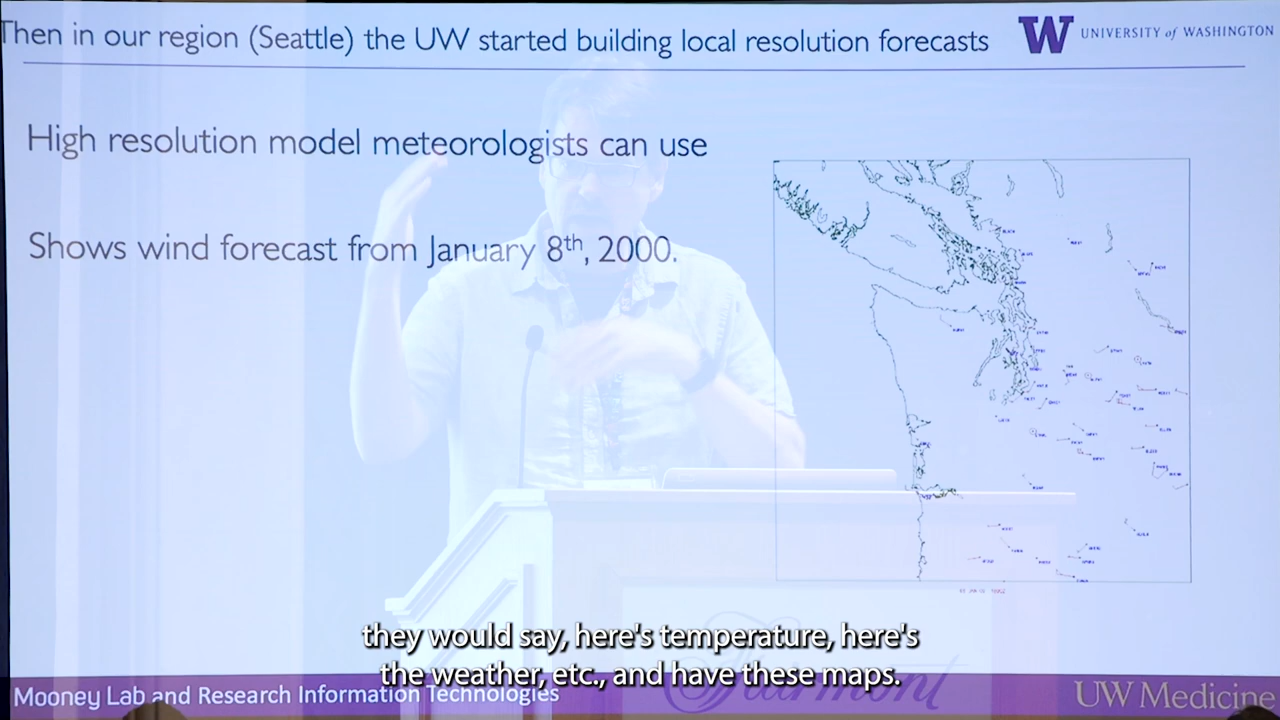 Then in our region (Seattle) the UW started building local resolution forecasts
W UNIVERSITY of WASHINGTON
High resolution model meteorologists can use
Shows wind forecast from January 8th, 2000.
they would say, here's temperature, here's
the weather, etc., and have these maps.
Mooney Lab and Research Information Technologies
Fairmont
UW Medicine